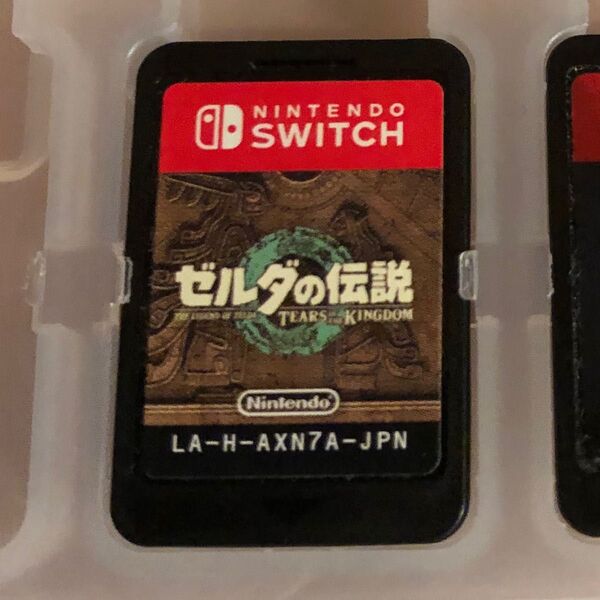 NINTENDO
SWITCH
ゼルダの伝説
THE LEGEND OF ZELDA
TEARS OF THE KINGDOM
Nintendo
LA-H-AXN7A-JPN